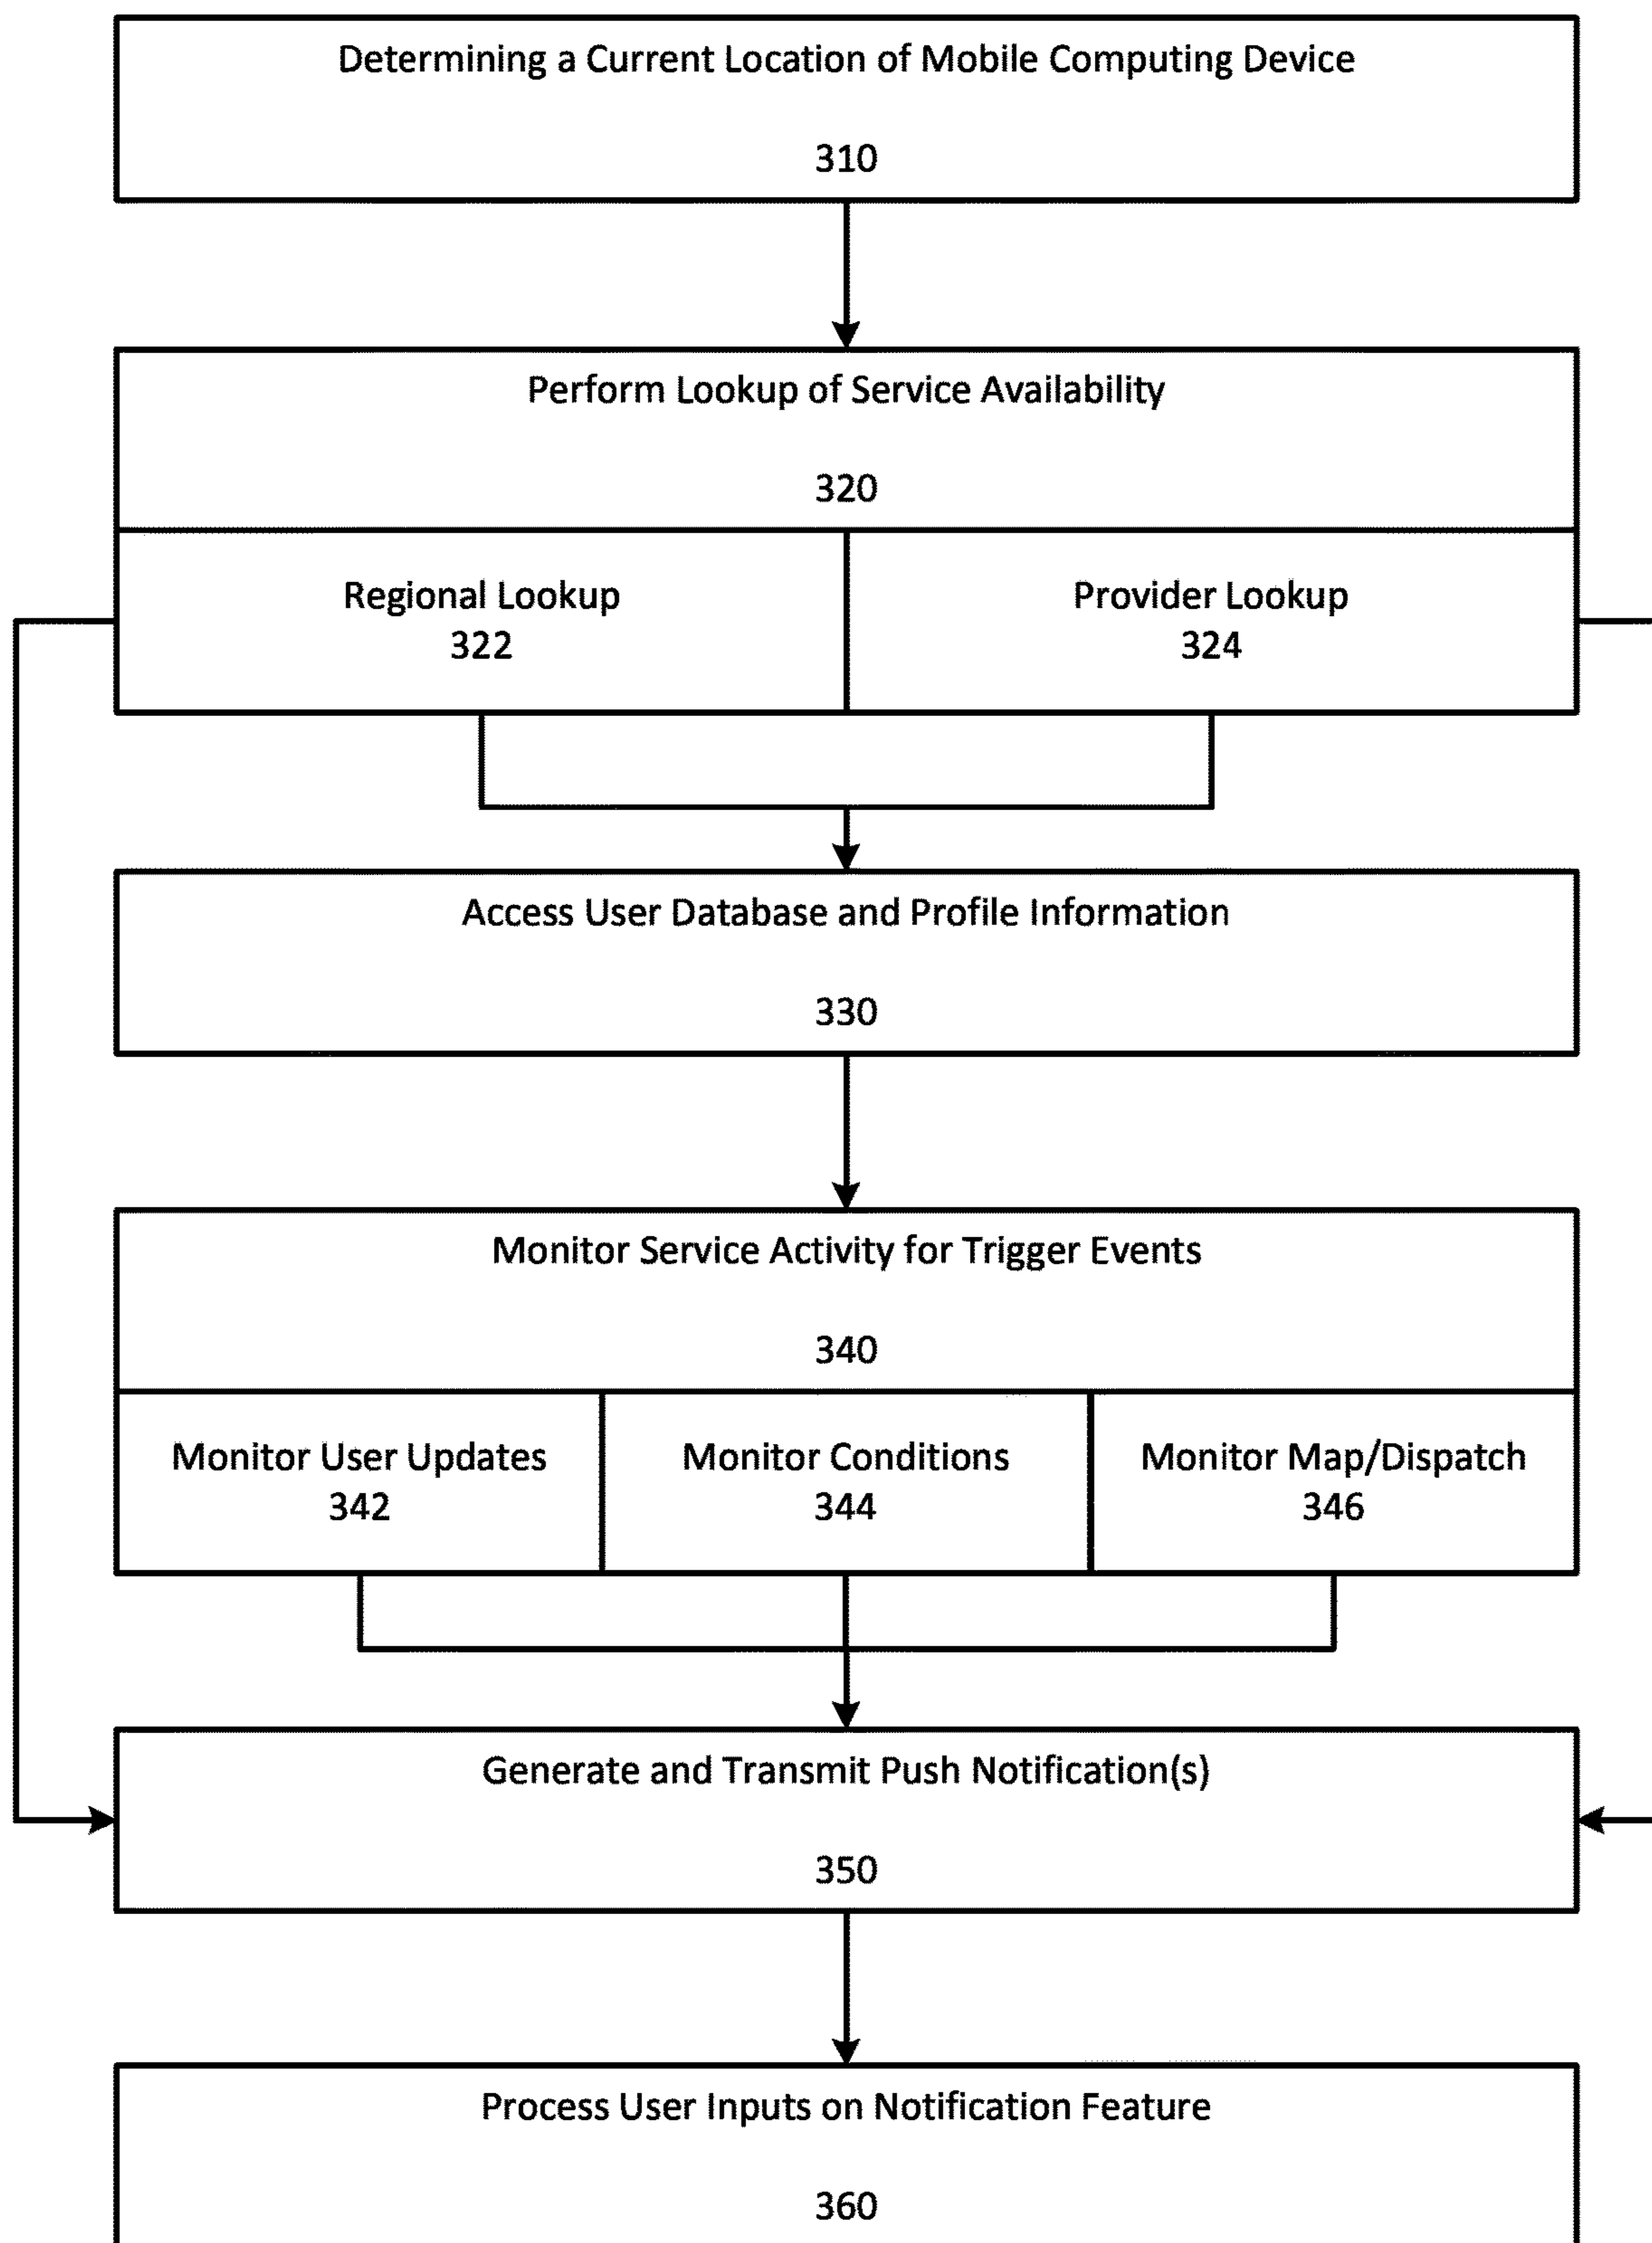 Determining a Current Location of Mobile Computing Device
310
Perform Lookup of Service Availability
320
Regional Lookup
322
Provider Lookup
324
Access User Database and Profile Information
330
Monitor Service Activity for Trigger Events
340
Monitor User Updates
342
Monitor Conditions
344
Monitor Map/Dispatch
346
Generate and Transmit Push Notification(s)
350
Process User Inputs on Notification Feature
360